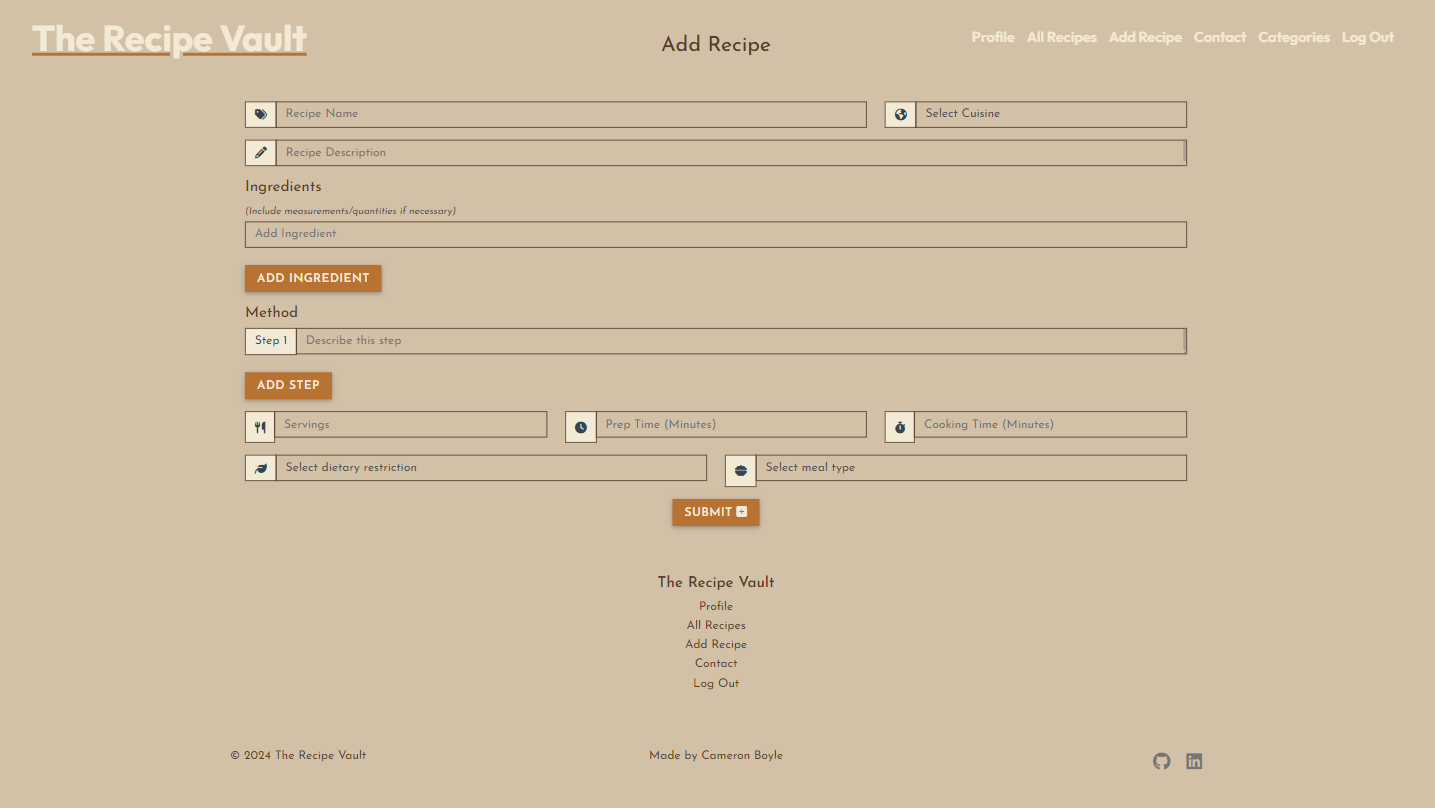 The Recipe Vault
Add Recipe
Profile All Recipes Add Recipe Contact Categories Log Out
Recipe Name
Select Cuisine
Recipe Description
Ingredients
(Include measurements/quantities if necessary)
Add Ingredient
ADD INGREDIENT
Method
Step 1 Describe this step
ADD STEP
Servings
Prep Time (Minutes)
Cooking Time (Minutes)
Select dietary restriction
Select meal type
SUBMIT
The Recipe Vault
Profile
All Recipes
Add Recipe
Contact
Log Out
© 2024 The Recipe Vault
Made by Cameron Boyle